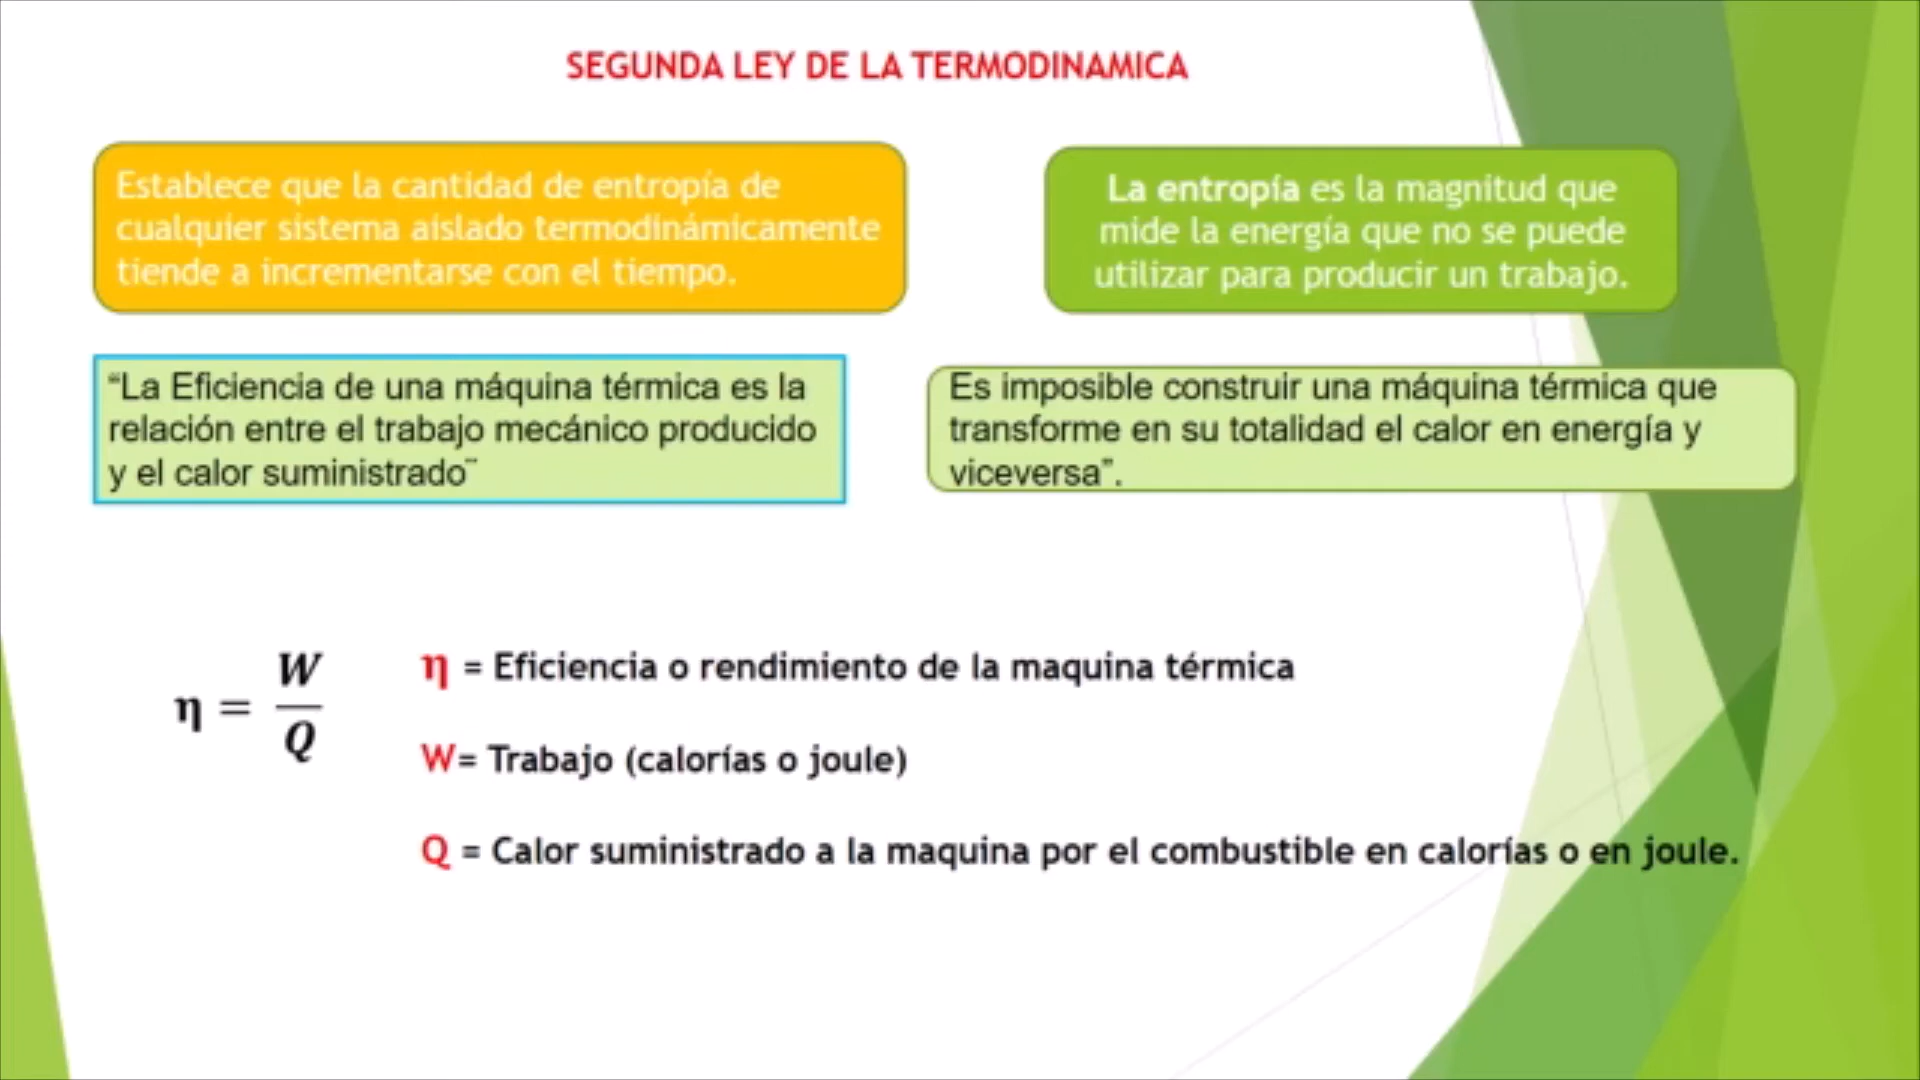 SEGUNDA LEY DE LA TERMODINAMICA
Establece que la cantidad de entropía de
cualquier sistema aislado termodinámicamente
tiende a incrementarse con el tiempo.
La entropía es la magnitud que
mide la energía que no se puede
utilizar para producir un trabajo.
“La Eficiencia de una máquina térmica es la
relación entre el trabajo mecánico producido
y el calor suministrado¨
Es imposible construir una máquina térmica que
transforme en su totalidad el calor en energía y
viceversa”.
η = W/Q
η = Eficiencia o rendimiento de la maquina térmica
W= Trabajo (calorías o joule)
Q = Calor suministrado a la maquina por el combustible en calorías o en joule.